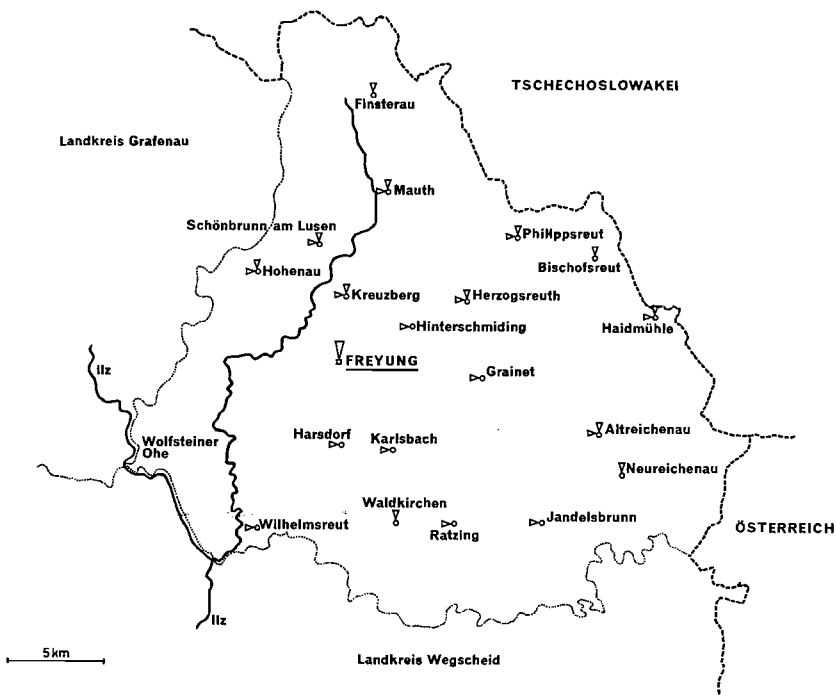 TSCHECHOSLOWAKEI
Finsterau
Landkreis Grafenau
Mauth
Schönbrunn am Lusen
Philippsreut
Bischofsreut
Hohenau
Kreuzberg
Herzogsreuth
Hinterschmiding
Haidmühle
FREYUNG
Ilz
Grainet
Harsdorf
Karlsbach
Altreichenau
Wolfsteiner
Ohe
Neureichenau
Waldkirchen
Wilhelmsreut
Ratzing
Jandelsbrunn
ÖSTERREICH
Ilz
5 km
Landkreis Wegscheid